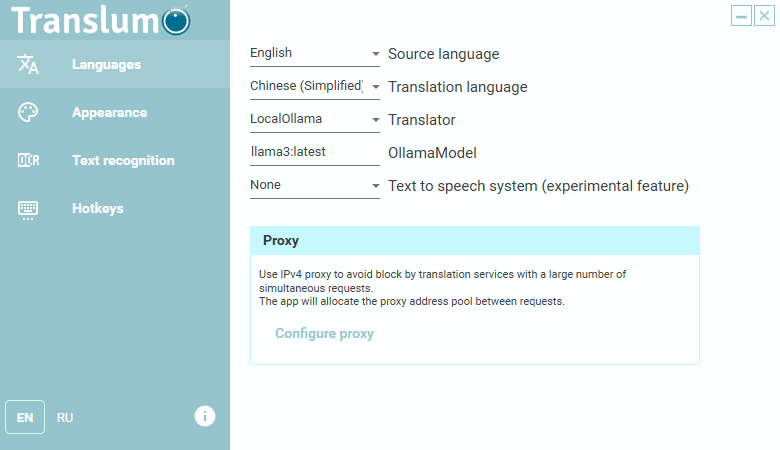 Translumo
Languages
Appearance
OCR Text recognition
Hotkeys
EN RU
English Source language
Chinese (Simplified) Translation language
LocalOllama Translator
llama3:latest OllamaModel
None Text to speech system (experimental feature)
Proxy
Use IPv4 proxy to avoid block by translation services with a large number of
simultaneous requests.
The app will allocate the proxy address pool between requests.
Configure proxy